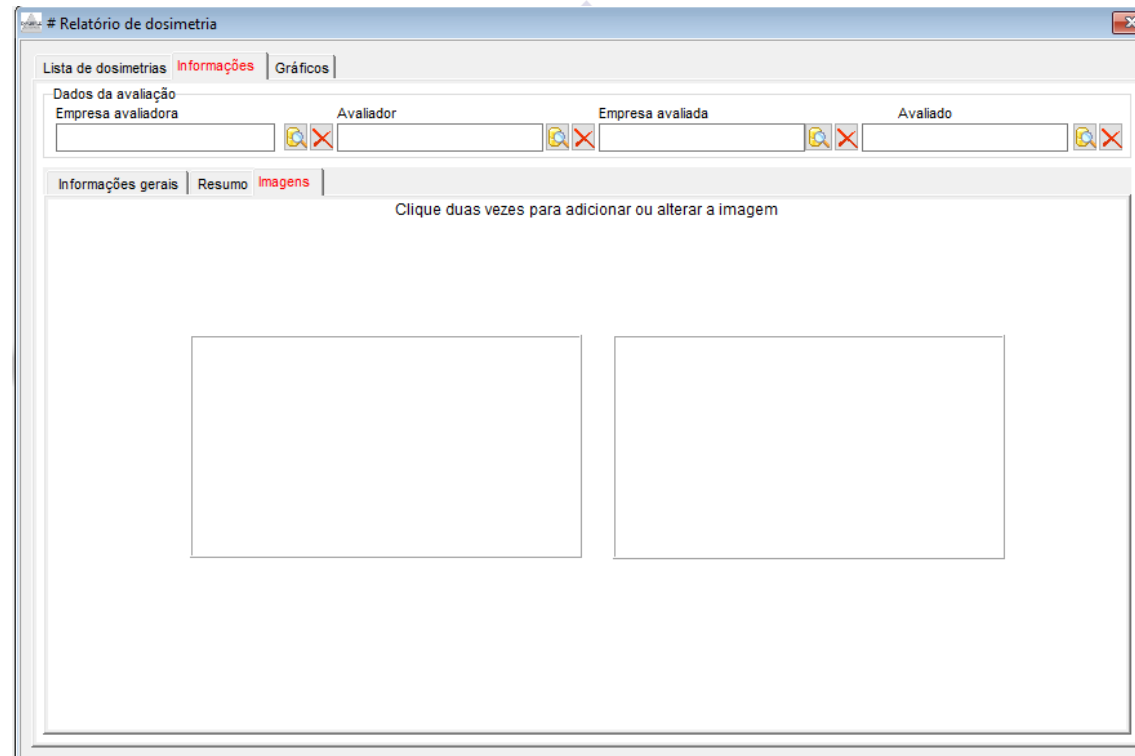 # Relatório de dosimetria
Lista de dosimetrias Informações Gráficos
Dados da avaliação
Empresa avaliadora Avaliador Empresa avaliada Avaliado
Informações gerais Resumo Imagens
Clique duas vezes para adicionar ou alterar a imagem